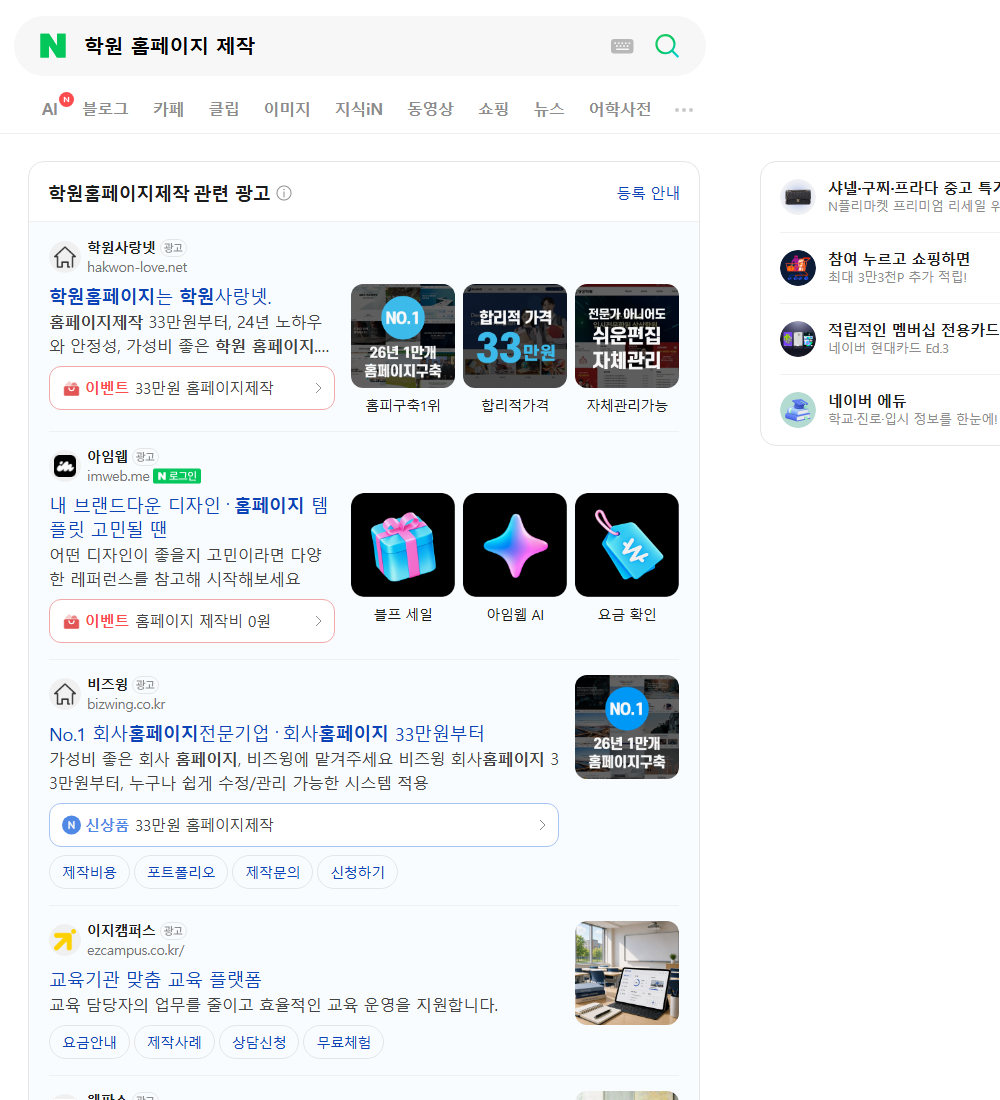 N 학원 홈페이지 제작
AI N 블로그 카페 클립 이미지 지식iN 동영상 쇼핑 뉴스 어학사전
학원홈페이지제작 관련 광고 등록 안내
학원사랑넷 광고
hakwon-love.net
학원홈페이지는 학원사랑넷.
홈페이지제작 33만원부터, 24년 노하우
와 안정성, 가성비 좋은 학원 홈페이지....
이벤트 33만원 홈페이지제작
NO.1
26년 1만개
홈페이지구축
홈피구축1위
합리적 가격
33만원
합리적가격
전문가 아니어도
쉬운편집
자체관리
자체관리가능
아임웹 광고
imweb.me N 로그인
내 브랜드다운 디자인 · 홈페이지 템
플릿 고민될 땐
어떤 디자인이 좋을지 고민이라면 다양
한 레퍼런스를 참고해 시작해보세요
이벤트 홈페이지 제작비 0원
블프 세일
아임웹 AI
요금 확인
비즈윙 광고
bizwing.co.kr
No.1 회사홈페이지전문기업 · 회사홈페이지 33만원부터
가성비 좋은 회사 홈페이지, 비즈윙에 맡겨주세요 비즈윙 회사홈페이지 3
3만원부터, 누구나 쉽게 수정/관리 가능한 시스템 적용
N 신상품 33만원 홈페이지제작
제작비용 포트폴리오 제작문의 신청하기
NO.1
26년 1만개
홈페이지구축
이지캠퍼스 광고
ezcampus.co.kr/
교육기관 맞춤 교육 플랫폼
교육 담당자의 업무를 줄이고 효율적인 교육 운영을 지원합니다.
요금안내 제작사례 상담신청 무료체험
샤넬·구찌·프라다 중고 특가
N플리마켓 프리미엄 리세일 위
참여 누르고 쇼핑하면
최대 3만3천P 추가 적립!
적립적인 멤버십 전용카드
네이버 현대카드 Ed.3
네이버 에듀
학교·진로·입시 정보를 한눈에!